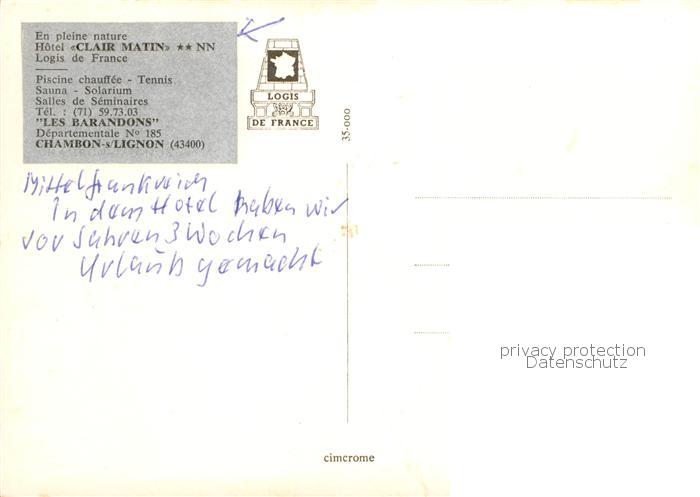 En pleine nature
Hôtel «CLAIR MATIN» ★★ NN
Logis de France
Piscine chauffée - Tennis
Sauna - Solarium
Salles de Séminaires
Tél. : (71) 59.73.03
"LES BARANDONS"
Départementale Nº 185
CHAMBON-s/LIGNON (43400)
LOGIS
DE FRANCE
35-000
Mittelfrankreich
In dem Hotel haben wir
vor Jahren 3 Wochen
Urlaub gemacht
privacy protection
Datenschutz
cimcrome